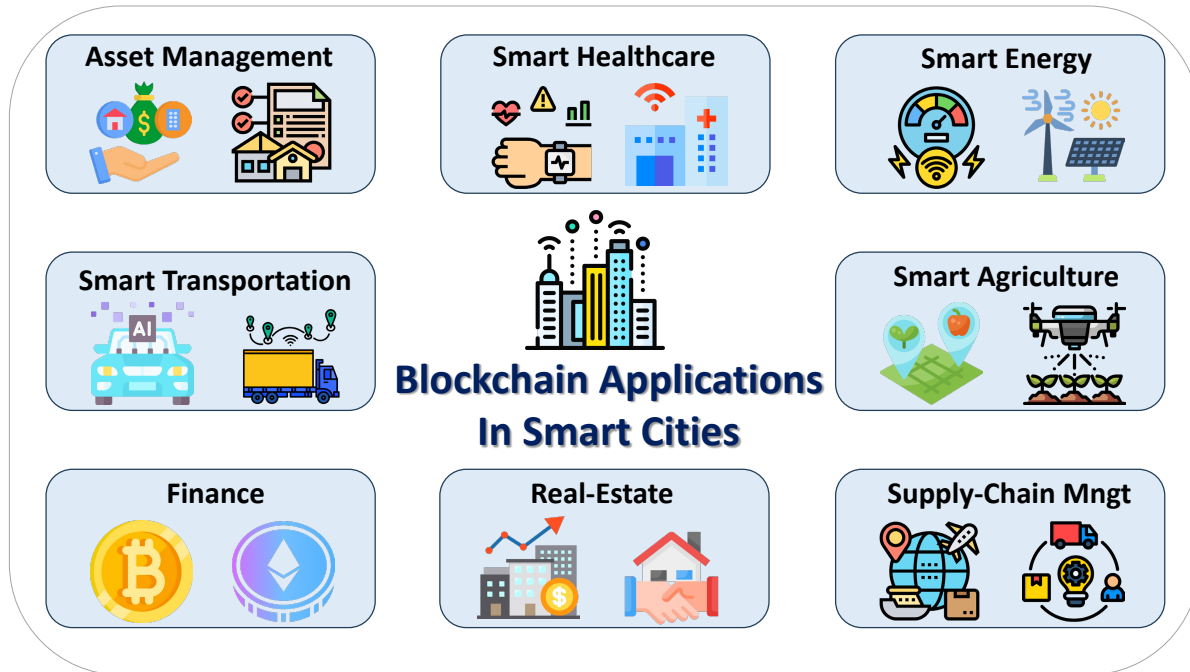 Asset Management
Smart Healthcare
Smart Energy
$
Smart Transportation
AI
Smart Agriculture
Blockchain Applications
In Smart Cities
Finance
Real-Estate
Supply-Chain Mngt
$